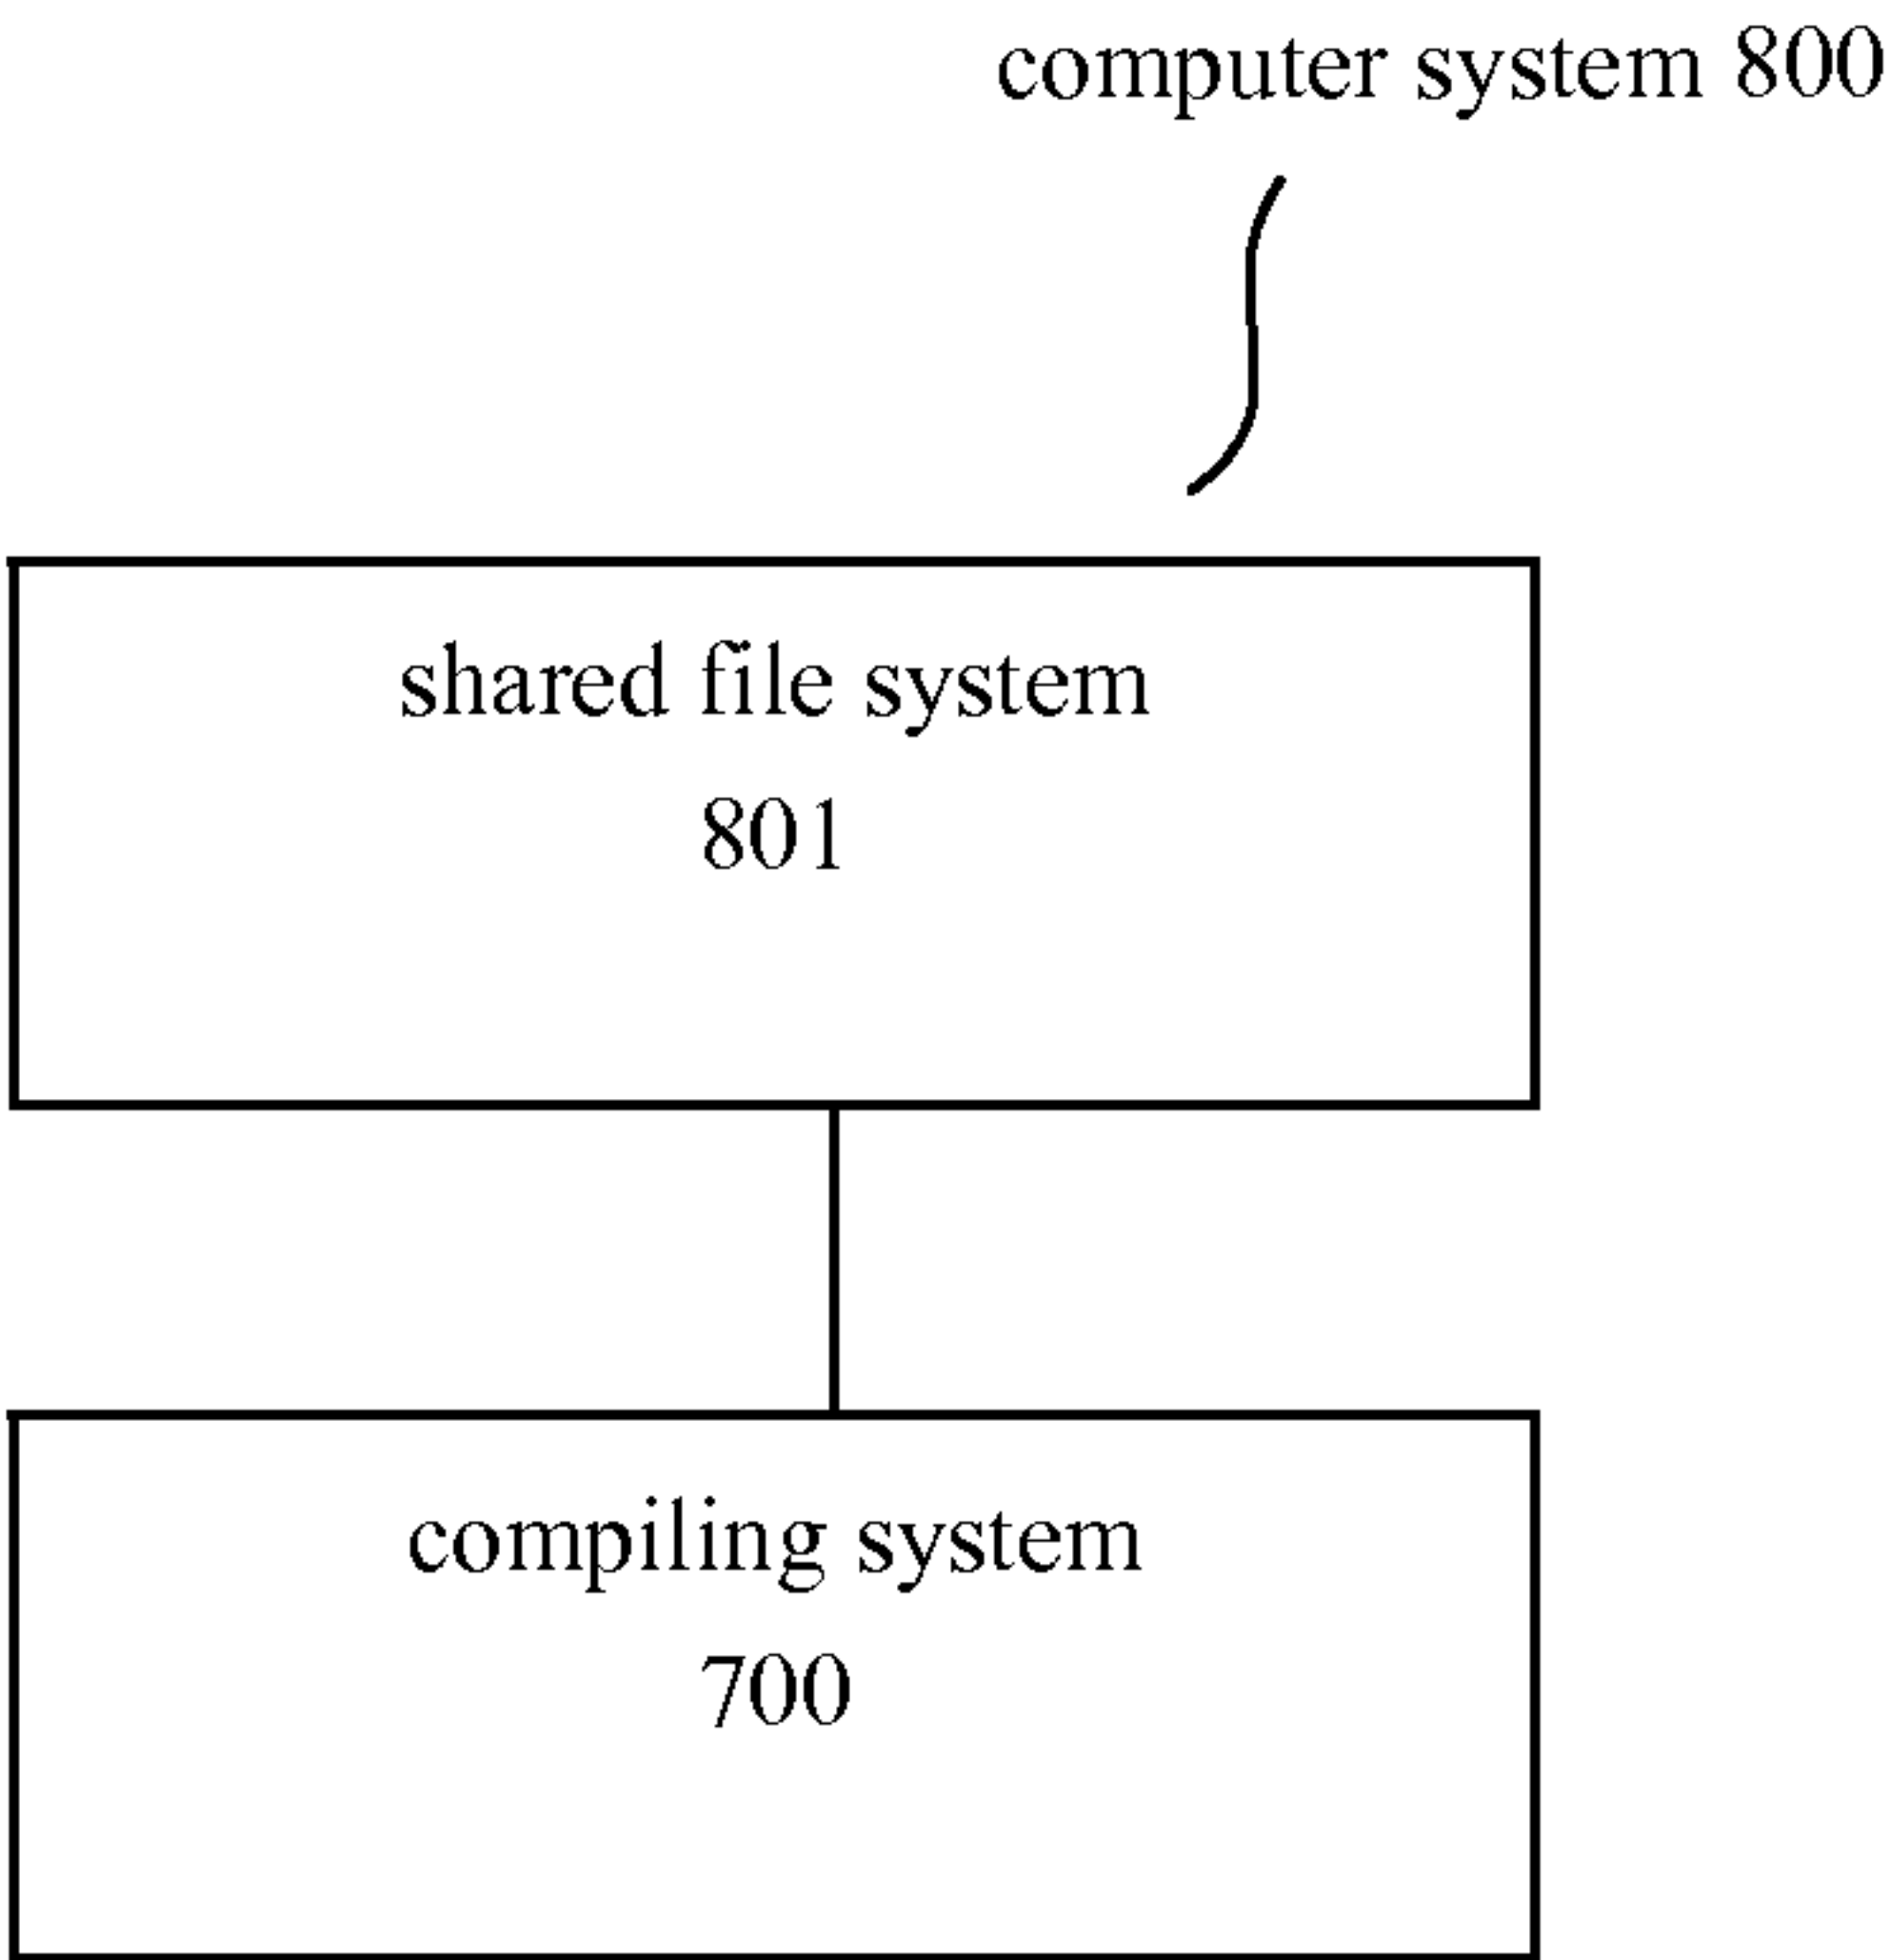 computer system 800
shared file system
801
compiling system
700